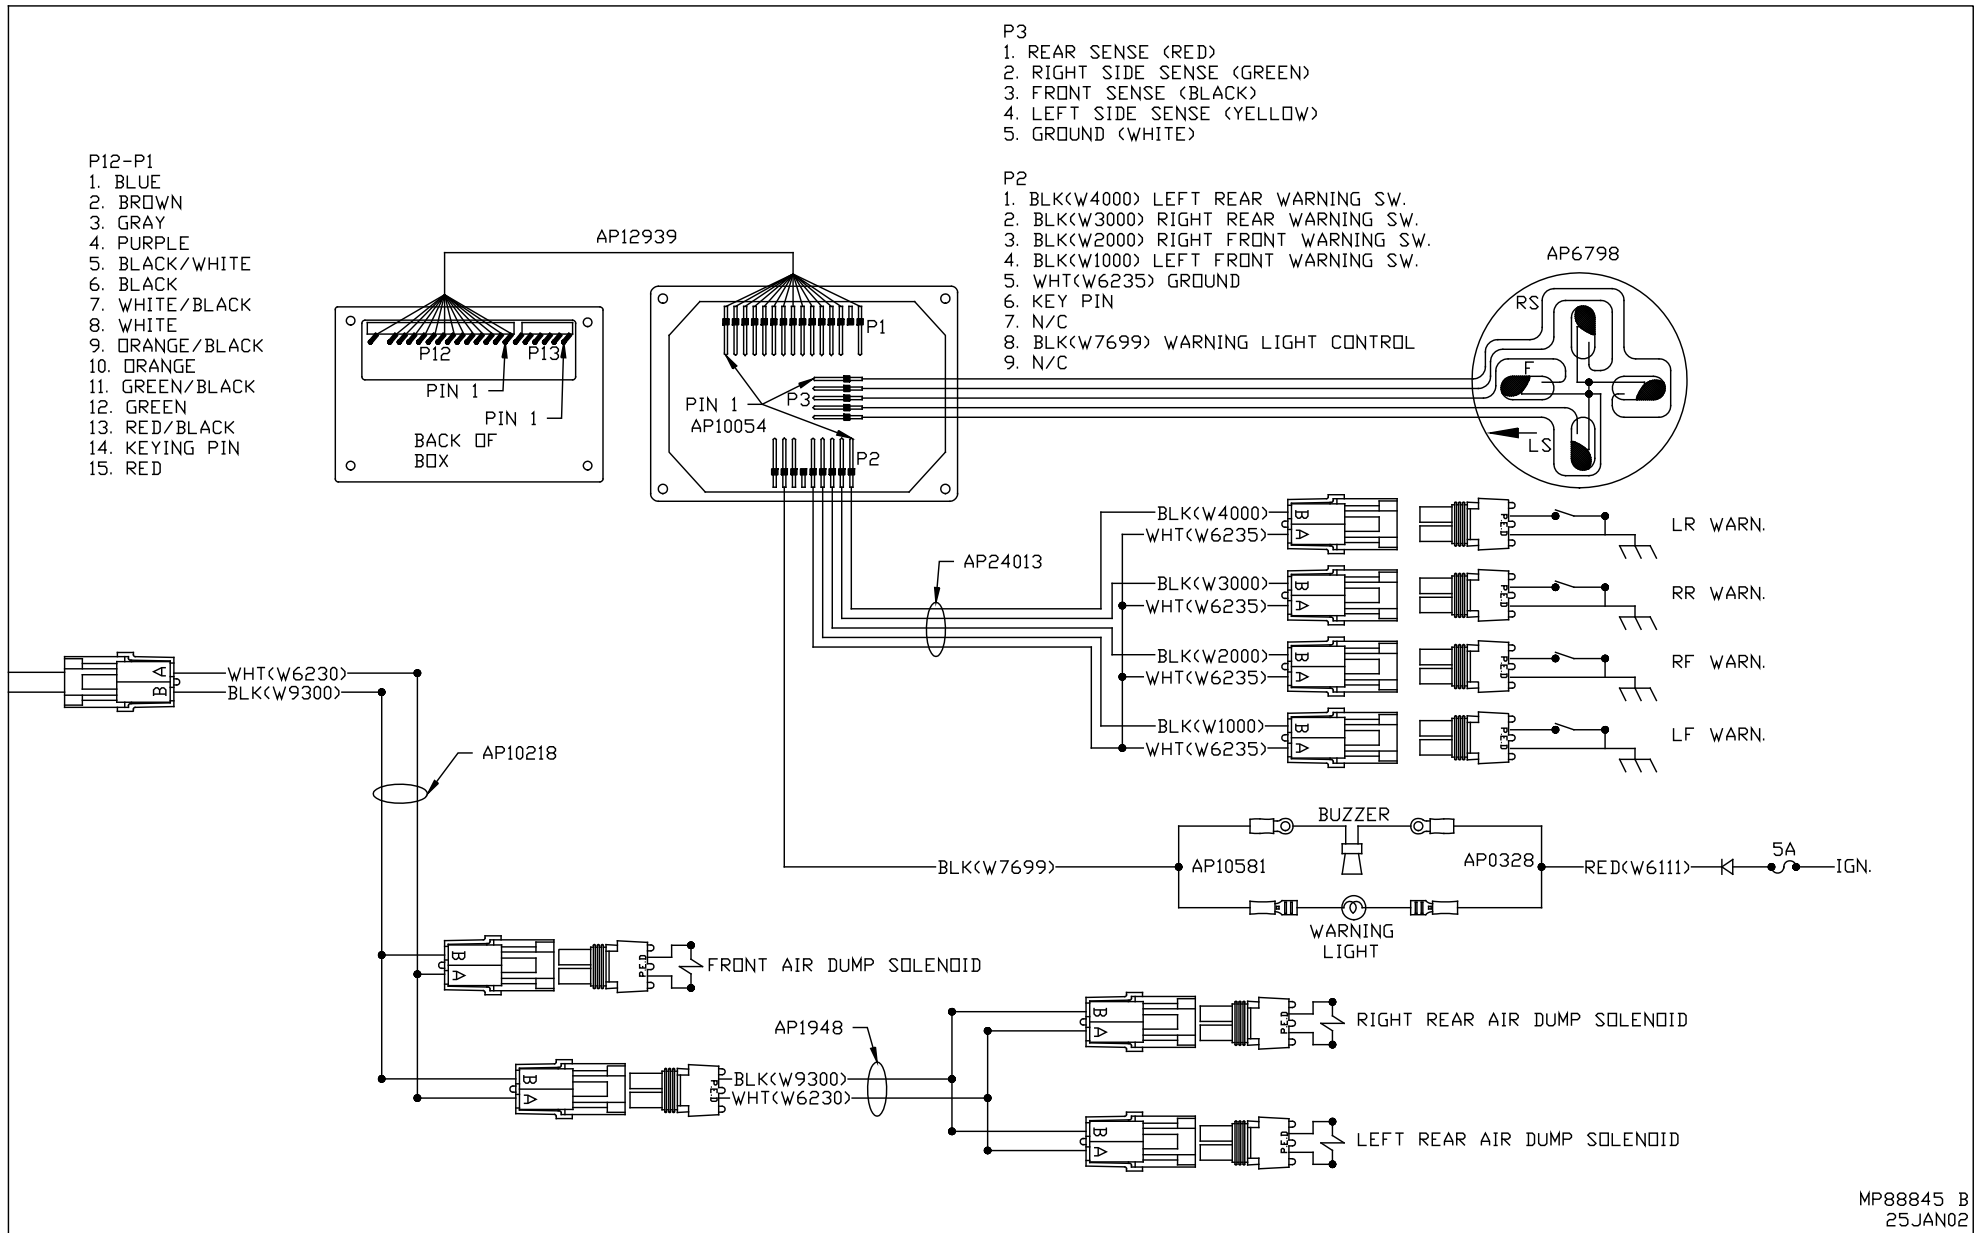 P3
1. REAR SENSE (RED)
2. RIGHT SIDE SENSE (GREEN)
3. FRONT SENSE (BLACK)
4. LEFT SIDE SENSE (YELLOW)
5. GROUND (WHITE)
P12-P1
1. BLUE
2. BROWN
3. GRAY
4. PURPLE
5. BLACK/WHITE
6. BLACK
7. WHITE/BLACK
8. WHITE
9. ORANGE/BLACK
10. ORANGE
11. GREEN/BLACK
12. GREEN
13. RED/BLACK
14. KEYING PIN
15. RED
P2
1. BLK(W4000) LEFT REAR WARNING SW.
2. BLK(W3000) RIGHT REAR WARNING SW.
3. BLK(W2000) RIGHT FRONT WARNING SW.
4. BLK(W1000) LEFT FRONT WARNING SW.
5. WHT(W6235) GROUND
6. KEY PIN
7. N/C
8. BLK(W7699) WARNING LIGHT CONTROL
9. N/C
AP12939
P12
P13
PIN 1
PIN 1
BACK OF
BOX
P1
PIN 1
AP10054
P3
P2
AP6798
RS
F
LS
BLK(W4000)
WHT(W6235)
B
A
P.E.D
LR WARN.
AP24013
BLK(W3000)
WHT(W6235)
B
A
P.E.D
RR WARN.
BLK(W2000)
WHT(W6235)
B
A
P.E.D
RF WARN.
BLK(W1000)
WHT(W6235)
B
A
P.E.D
LF WARN.
A
B
WHT(W6230)
BLK(W9300)
AP10218
BUZZER
BLK(W7699)
AP10581
AP0328
RED(W6111)
5A
IGN.
WARNING
LIGHT
B
A
P.E.D
FRONT AIR DUMP SOLENOID
AP1948
B
A
P.E.D
BLK(W9300)
WHT(W6230)
B
A
P.E.D
RIGHT REAR AIR DUMP SOLENOID
B
A
P.E.D
LEFT REAR AIR DUMP SOLENOID
MP88845 B
25JAN02